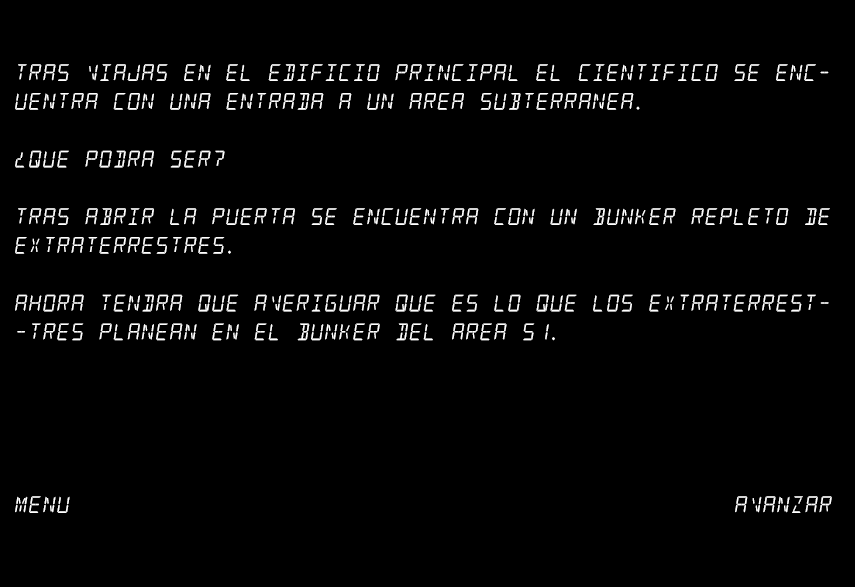 TRAS VIAJAS EN EL EDIFICIO PRINCIPAL EL CIENTIFICO SE ENC-
UENTRA CON UNA ENTRADA A UN AREA SUBTERRANEA.
¿QUE PODRA SER?
TRAS ABRIR LA PUERTA SE ENCUENTRA CON UN BUNKER REPLETO DE
EXTRATERRESTRES.
AHORA TENDRA QUE AVERIGUAR QUE ES LO QUE LOS EXTRATERREST-
-TRES PLANEAN EN EL BUNKER DEL AREA 51.
MENU
AVANZAR